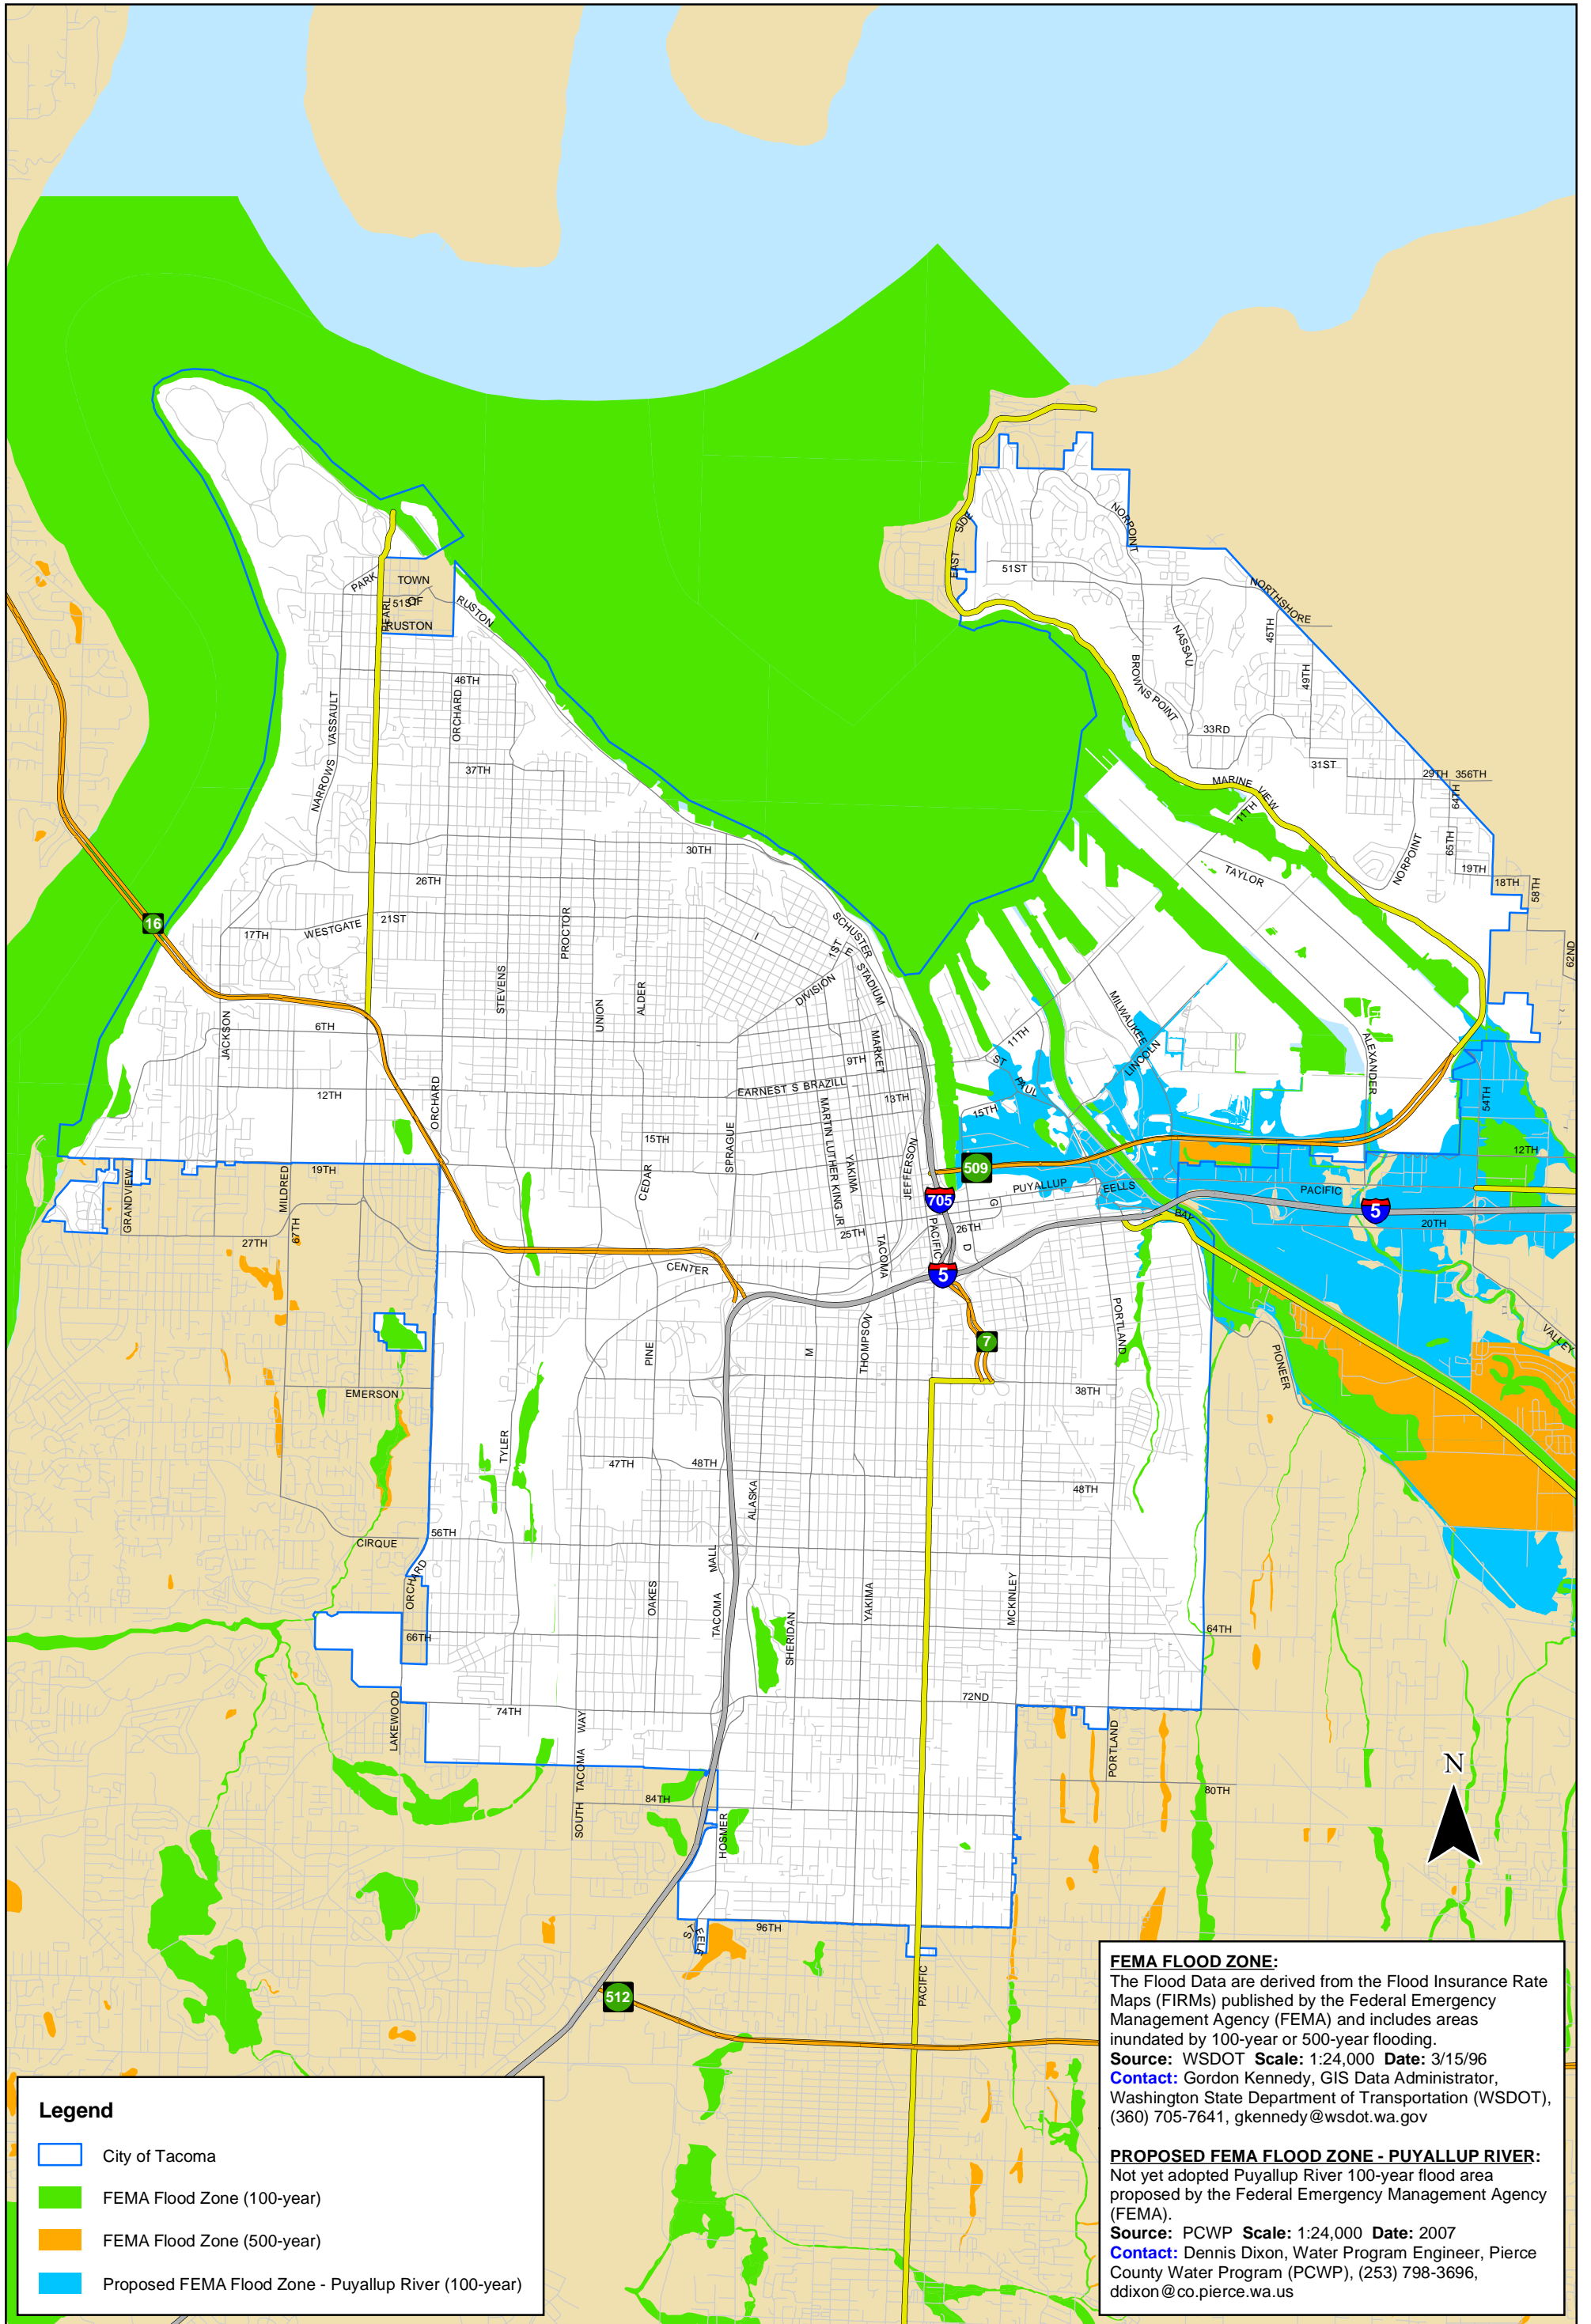 NORPOINT
EAST
SIDE
51ST
NORTHSHORE
PARK
TOWN
OF
RUSTON
51ST
PEARL
RUSTON
NASSAU
45TH
49TH
BROWNS POINT
46TH
ORCHARD
VASSAULT
NARROWS
37TH
33RD
31ST
29TH
356TH
64TH
MARINE
VIEW
11TH
NORPOINT
65TH
19TH
18TH
58TH
62ND
30TH
26TH
21ST
TAYLOR
16
17TH
WESTGATE
PROCTOR
I
1ST
E
SCHUSTER
STADIUM
DIVISION
STEVENS
UNION
ALDER
JACKSON
6TH
MARKET
9TH
11TH
ST
PAUL
MILWAUKEE
LINCOLN
ALEXANDER
54TH
12TH
ORCHARD
EARNEST S BRAZILL
13TH
15TH
15TH
MARTIN LUTHER KING JR
YAKIMA
SPRAGUE
JEFFERSON
CEDAR
12TH
19TH
MILDRED
GRANDVIEW
67TH
27TH
509
705
PUYALLUP
EELLS
PACIFIC
BAY
5
20TH
G
26TH
D
25TH
TACOMA
PACIFIC
CENTER
5
7
PORTLAND
PIONEER
VALLEY
THOMPSON
M
PINE
38TH
EMERSON
TYLER
47TH
48TH
48TH
ALASKA
56TH
CIRQUE
ORCHARD
MALL
TACOMA
OAKES
YAKIMA
MCKINLEY
SHERIDAN
66TH
64TH
LAKEWOOD
74TH
72ND
SOUTH TACOMA WAY
PORTLAND
80TH
84TH
HOSMER
N
STEELE
96TH
PACIFIC
512
FEMA FLOOD ZONE:
The Flood Data are derived from the Flood Insurance Rate
Maps (FIRMs) published by the Federal Emergency
Management Agency (FEMA) and includes areas
inundated by 100-year or 500-year flooding.
Source: WSDOT Scale: 1:24,000 Date: 3/15/96
Contact: Gordon Kennedy, GIS Data Administrator,
Washington State Department of Transportation (WSDOT),
(360) 705-7641, gkennedy@wsdot.wa.gov
PROPOSED FEMA FLOOD ZONE - PUYALLUP RIVER:
Not yet adopted Puyallup River 100-year flood area
proposed by the Federal Emergency Management Agency
(FEMA).
Source: PCWP Scale: 1:24,000 Date: 2007
Contact: Dennis Dixon, Water Program Engineer, Pierce
County Water Program (PCWP), (253) 798-3696,
ddixon@co.pierce.wa.us
Legend
City of Tacoma
FEMA Flood Zone (100-year)
FEMA Flood Zone (500-year)
Proposed FEMA Flood Zone - Puyallup River (100-year)